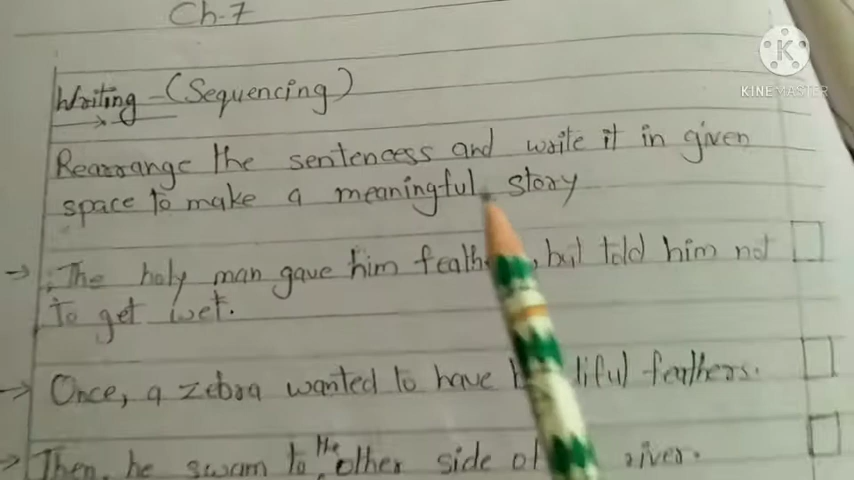 Ch-7
Writing - (Sequencing)
Rearrange the sentencess and write it in given
space to make a meaningful story
→ The holy man gave him feath , but told him not
to get wet.
→ Once, a zebra wanted to have feathers.
→ Then, he swam to the other side of river.
K
KINEMASTER